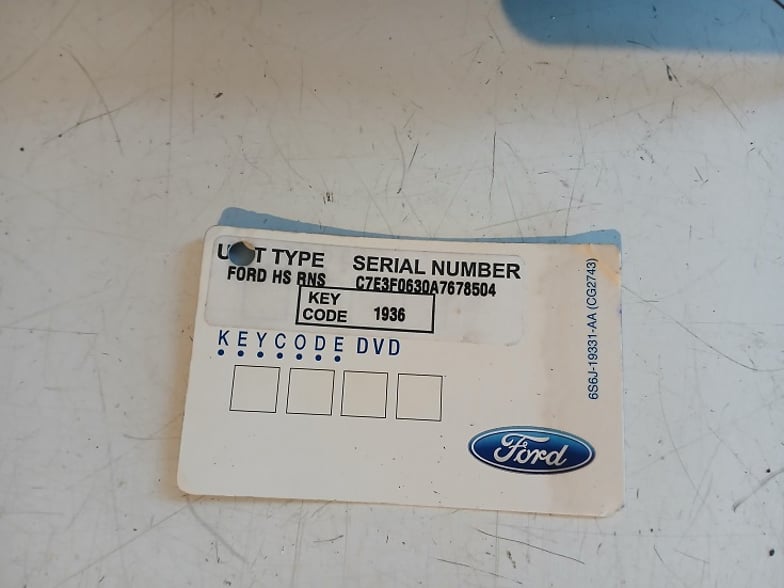 UNIT TYPE SERIAL NUMBER
FORD HS RNS C7E3F0630A7678504
KEY
CODE 1936
KEYCODE DVD
Ford
6S6J-19331-AA (CG2743)